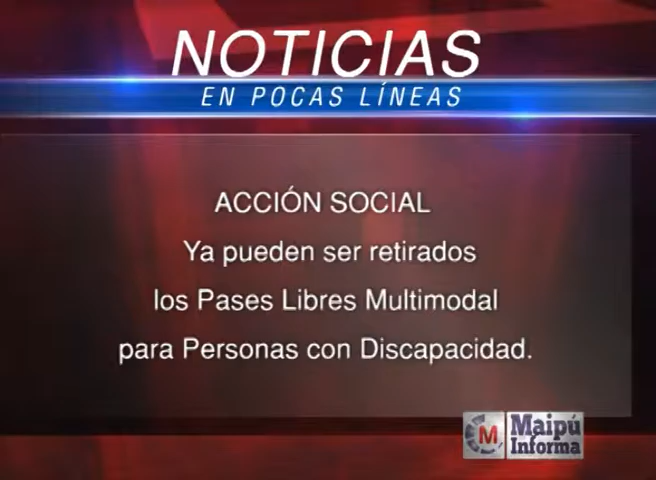 NOTICIAS
EN POCAS LÍNEAS
ACCIÓN SOCIAL
Ya pueden ser retirados
los Pases Libres Multimodal
para Personas con Discapacidad.
M
Maipú
Informa